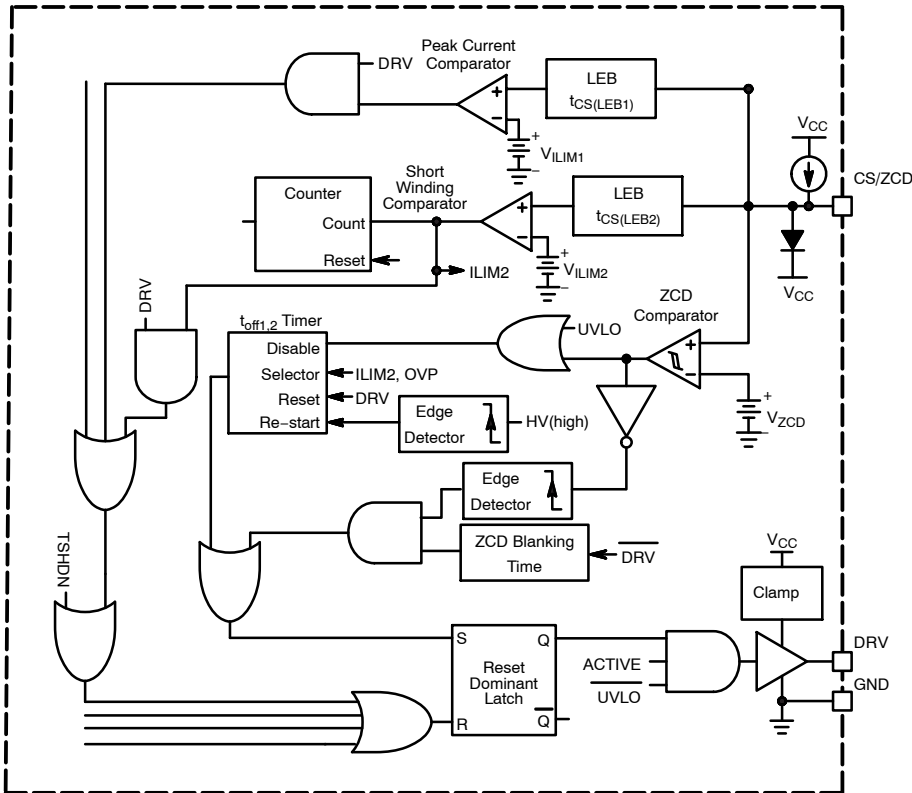 Peak Current
Comparator
DRV
LEB
tCS(LEB1)
VCC
+
−
+
−
VILIM1
CS/ZCD
Counter
Count
Reset
Short
Winding
Comparator
LEB
tCS(LEB2)
+
−
+
−
VILIM2
ILIM2
VCC
DRV
toff1,2 Timer
Disable
Selector
Reset
Re−start
UVLO
ZCD
Comparator
+
−
ILIM2, OVP
DRV
+
−
VZCD
Edge
Detector
HV(high)
Edge
Detector
ZCD Blanking
Time
DRV
TSHDN
VCC
Clamp
S
Q
Reset
Dominant
Latch
R
Q
ACTIVE
UVLO
DRV
GND